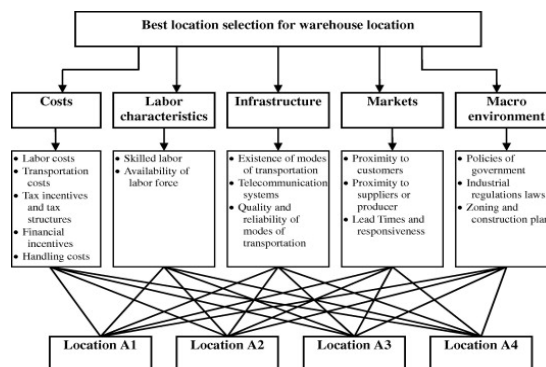 Best location selection for warehouse location
Costs
Labor
characteristics
Infrastructure
Markets
Macro
environment
• Labor costs
• Transportation
costs
• Tax incentives
and tax
structures
• Financial
incentives
• Handling costs
• Skilled labor
• Availability of
labor force
• Existence of modes
of transportation
• Telecommunication
systems
• Quality and
reliability of
modes of
transportation
• Proximity to
customers
• Proximity to
suppliers or
producer
• Lead Times and
responsiveness
• Policies of
government
• Industrial
regulations laws
• Zoning and
construction plan
Location A1
Location A2
Location A3
Location A4